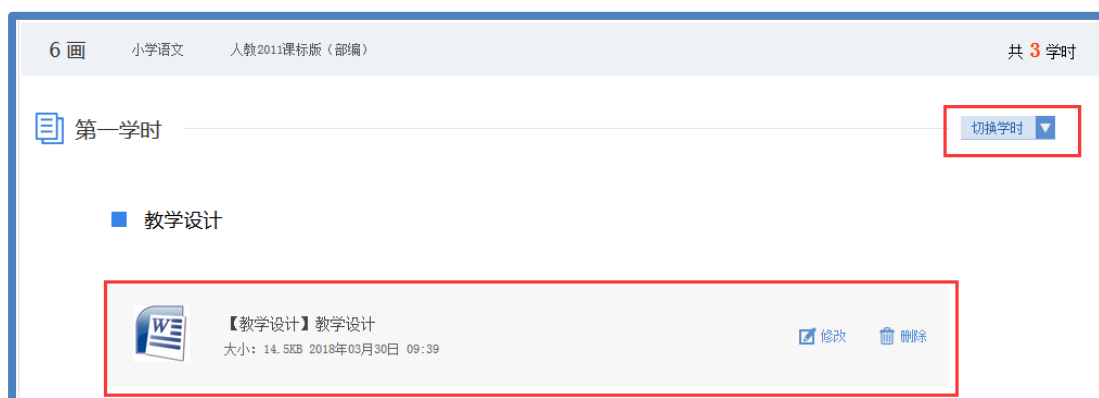 6 画 小学语文 人教2011课标版（部编） 共 3 学时
第一学时 切换学时
教学设计
【教学设计】教学设计 修改 删除
大小: 14.5KB 2018年03月30日 09:39